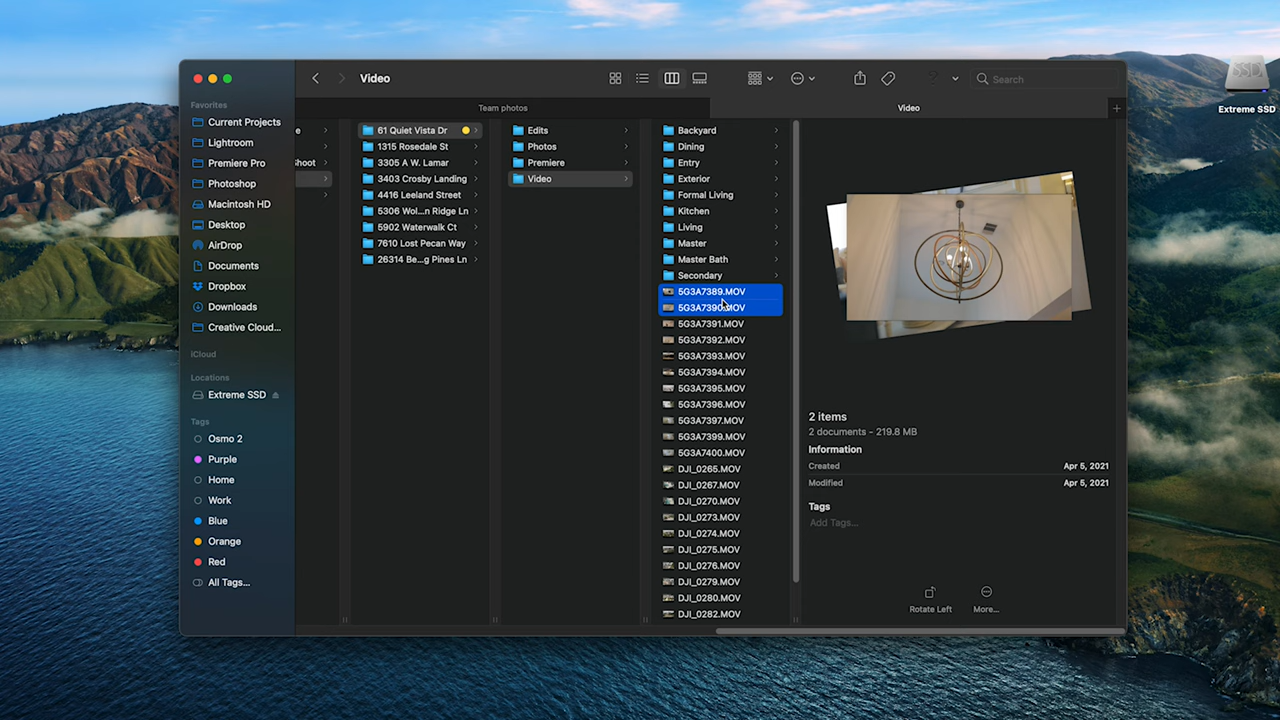 Video
Search
Team photos
Video
Favorites
Current Projects
Lightroom
Premiere Pro
Photoshop
Macintosh HD
Desktop
AirDrop
Documents
Dropbox
Downloads
Creative Cloud...
iCloud
Locations
Extreme SSD
Tags
Osmo 2
Purple
Home
Work
Blue
Orange
Red
All Tags...
e
hoot
61 Quiet Vista Dr
1315 Rosedale St
3305 A W. Lamar
3403 Crosby Landing
4416 Leeland Street
5306 Wol...n Ridge Ln
5902 Waterwalk Ct
7610 Lost Pecan Way
26314 Be...g Pines Ln
Edits
Photos
Premiere
Video
Backyard
Dining
Entry
Exterior
Formal Living
Kitchen
Living
Master
Master Bath
Secondary
5G3A7389.MOV
5G3A7390.MOV
5G3A7391.MOV
5G3A7392.MOV
5G3A7393.MOV
5G3A7394.MOV
5G3A7395.MOV
5G3A7396.MOV
5G3A7397.MOV
5G3A7399.MOV
5G3A7400.MOV
DJI_0265.MOV
DJI_0267.MOV
DJI_0270.MOV
DJI_0273.MOV
DJI_0274.MOV
DJI_0275.MOV
DJI_0276.MOV
DJI_0279.MOV
DJI_0280.MOV
DJI_0282.MOV
2 items
2 documents - 219.8 MB
Information
Created Apr 5, 2021
Modified Apr 5, 2021
Tags
Add Tags...
Rotate Left
More...
SSD
Extreme SSD